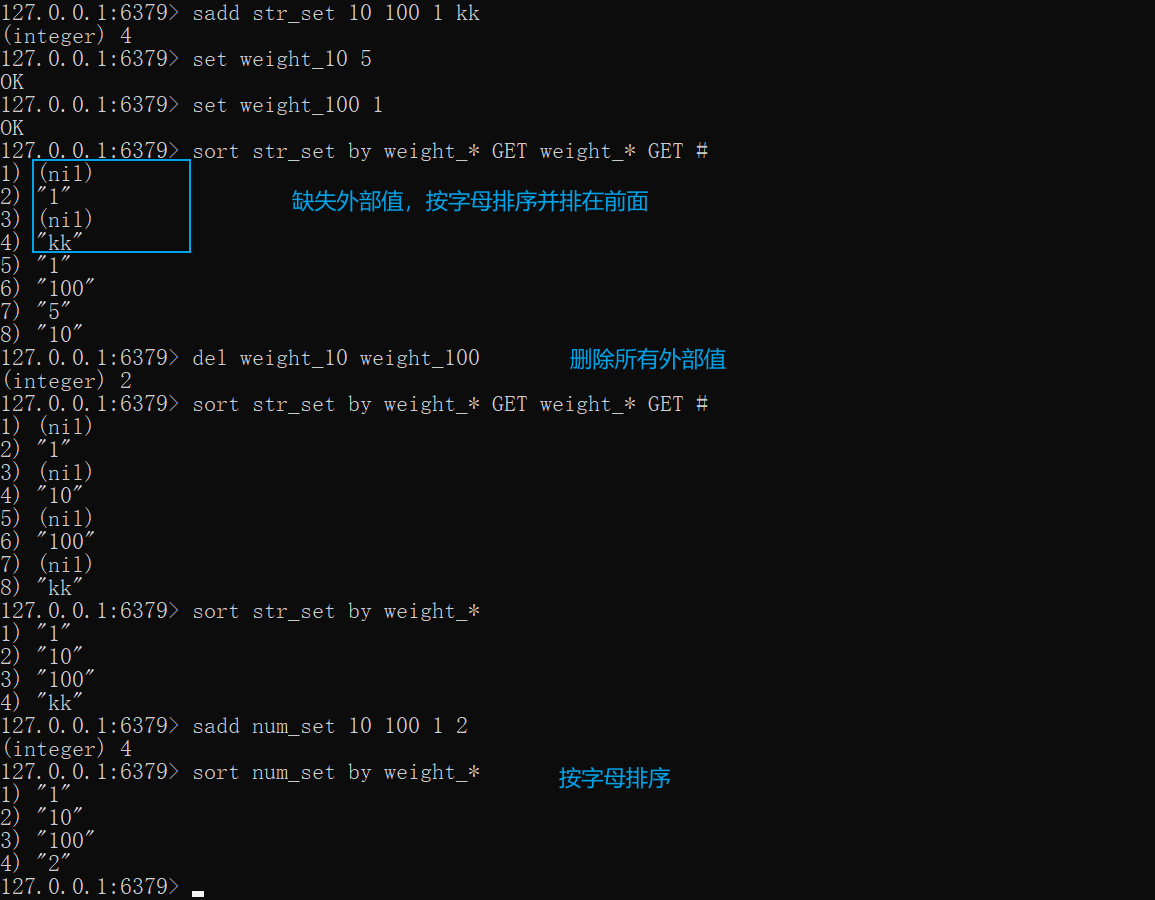 127.0.0.1:6379> sadd str_set 10 100 1 kk
(integer) 4
127.0.0.1:6379> set weight_10 5
OK
127.0.0.1:6379> set weight_100 1
OK
127.0.0.1:6379> sort str_set by weight_* GET weight_* GET #
1) (nil)
2) "1"
缺失外部值，按字母排序并排在前面
3) (nil)
4) "kk"
5) "1"
6) "100"
7) "5"
8) "10"
127.0.0.1:6379> del weight_10 weight_100 删除所有外部值
(integer) 2
127.0.0.1:6379> sort str_set by weight_* GET weight_* GET #
1) (nil)
2) "1"
3) (nil)
4) "10"
5) (nil)
6) "100"
7) (nil)
8) "kk"
127.0.0.1:6379> sort str_set by weight_*
1) "1"
2) "10"
3) "100"
4) "kk"
127.0.0.1:6379> sadd num_set 10 100 1 2
(integer) 4
127.0.0.1:6379> sort num_set by weight_* 按字母排序
1) "1"
2) "10"
3) "100"
4) "2"
127.0.0.1:6379>